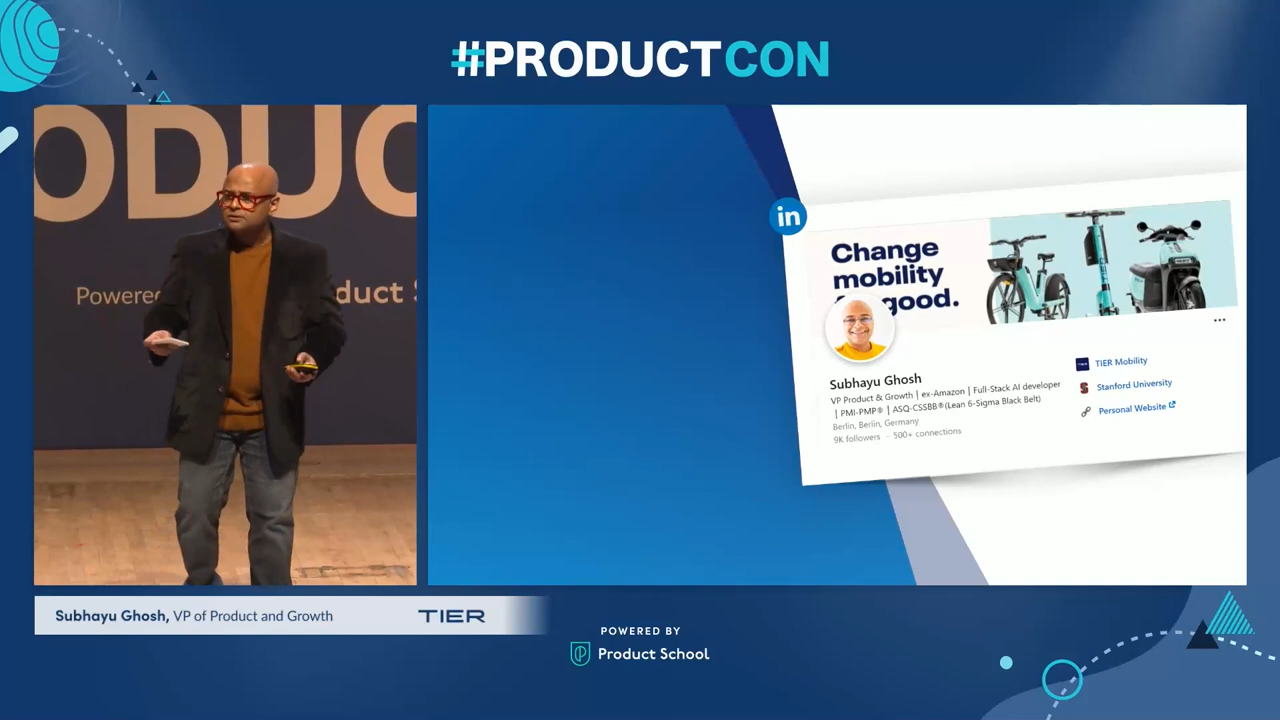 #PRODUCTCON
ODUC
Powered
oduct S
in
Change
mobility
good.
Subhayu Ghosh
VP Product & Growth | ex-Amazon | Full-Stack AI developer
| PMI-PMP® | ASQ-CSSBB®(Lean 6-Sigma Black Belt)
Berlin, Berlin, Germany
9K followers · 500+ connections
TIER Mobility
Stanford University
Personal Website
Subhayu Ghosh, VP of Product and Growth
TIER
POWERED BY
Product School